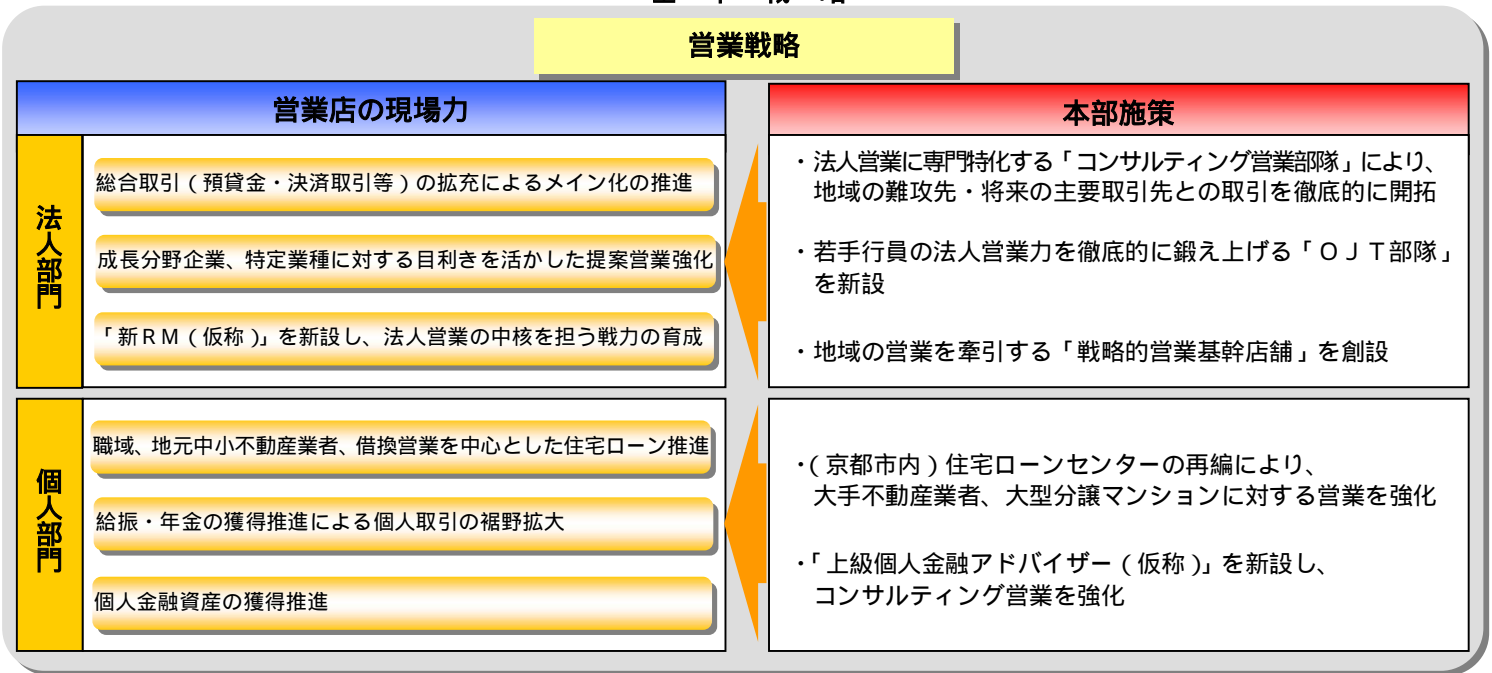 営業戦略
営業店の現場力
法人部門
総合取引(預貸金・決済取引等)の拡充によるメイン化の推進
成長分野企業、特定業種に対する目利きを活かした提案営業強化
「新RM(仮称)」を新設し、法人営業の中核を担う戦力の育成
個人部門
職域、地元中小不動産業者、借換営業を中心とした住宅ローン推進
給振・年金の獲得推進による個人取引の裾野拡大
個人金融資産の獲得推進
本部施策
・法人営業に専門特化する「コンサルティング営業部隊」により、
地域の難攻先・将来の主要取引先との取引を徹底的に開拓
・若手行員の法人営業力を徹底的に鍛え上げる「OJT部隊」
を新設
・地域の営業を牽引する「戦略的営業基幹店舗」を創設
・(京都市内)住宅ローンセンターの再編により、
大手不動産業者、大型分譲マンションに対する営業を強化
・「上級個人金融アドバイザー(仮称)」を新設し、
コンサルティング営業を強化